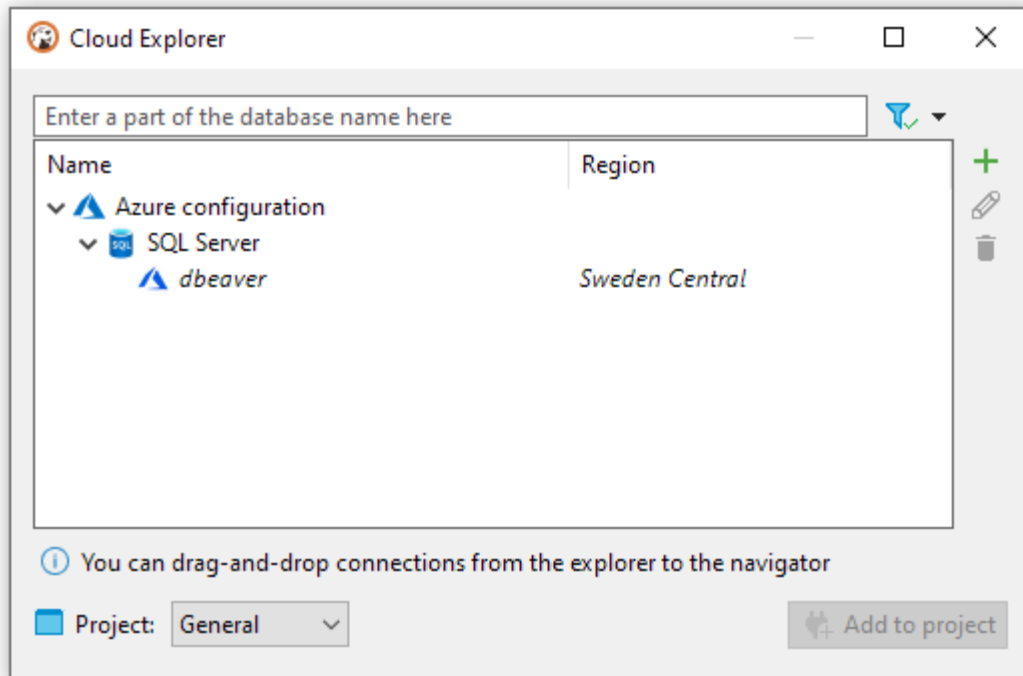 Cloud Explorer
Enter a part of the database name here
Name Region
Azure configuration
SQL SQL Server
dbeaver Sweden Central
You can drag-and-drop connections from the explorer to the navigator
Project: General Add to project